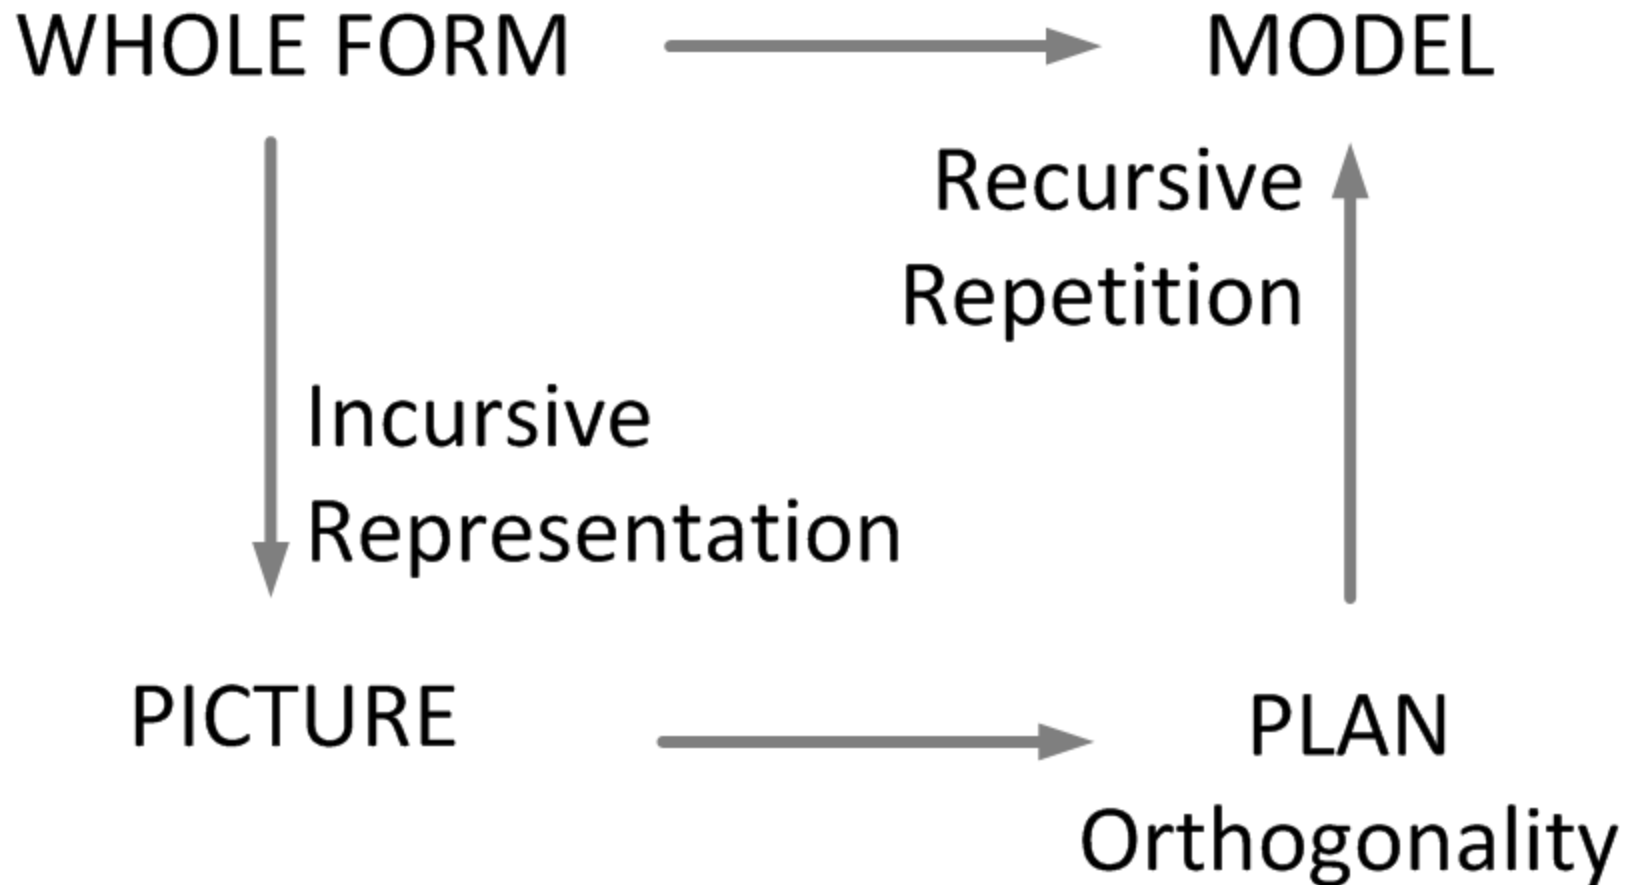 WHOLE FORM
MODEL
Recursive
Repetition
Incursive
Representation
PICTURE
PLAN
Orthogonality